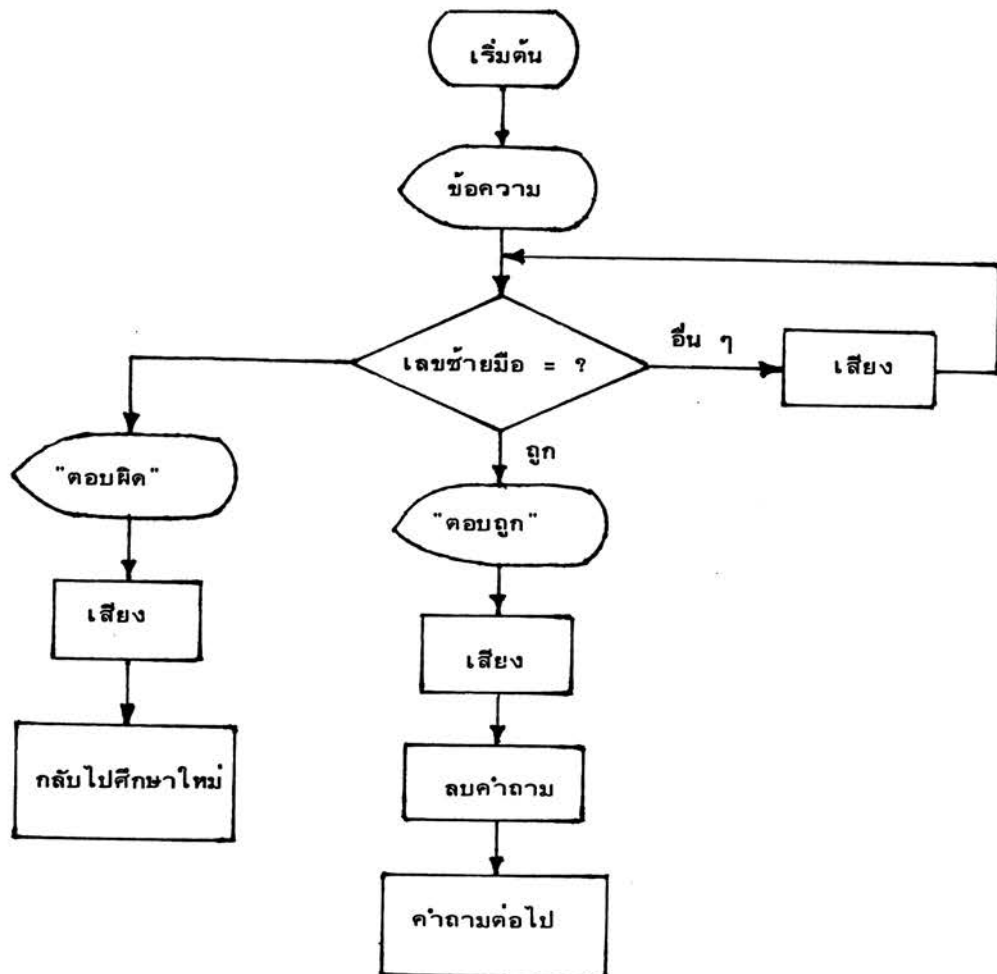 เริ่มต้น
ข้อความ
เลขซ้ายมือ = ?
อื่น ๆ
เสียง
ถูก
"ตอบผิด"
"ตอบถูก"
เสียง
เสียง
กลับไปศึกษาใหม่
ลบคำถาม
คำถามต่อไป